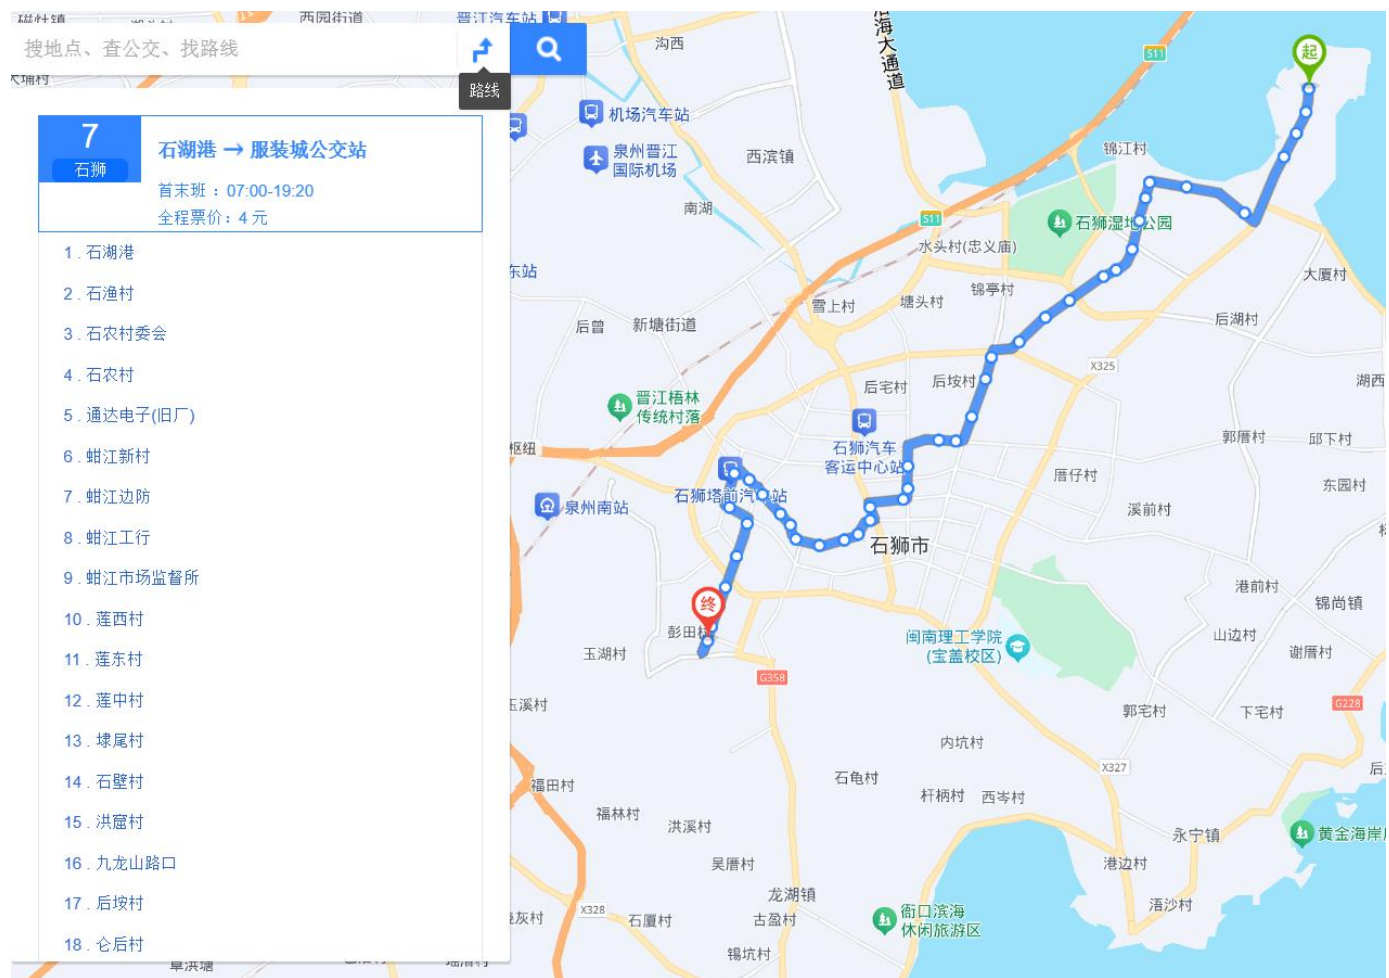 西园街道
晋江汽车站
搜地点、查公交、找路线
路线
7
石狮
石湖港 → 服装城公交站
首末班：07:00-19:20
全程票价：4 元
1 . 石湖港
2 . 石渔村
3 . 石农村委会
4 . 石农村
5 . 通达电子(旧厂)
6 . 蚶江新村
7 . 蚶江边防
8 . 蚶江工行
9 . 蚶江市场监督所
10 . 莲西村
11 . 莲东村
12 . 莲中村
13 . 埭尾村
14 . 石壁村
15 . 洪窟村
16 . 九龙山路口
17 . 后垵村
18 . 仑后村
沟西
沿海大通道
S11
起
机场汽车站
泉州晋江
国际机场
西滨镇
锦江村
南湖
S11
石狮湿地公园
水头村(忠义庙)
东站
大厦村
锦亭村
塘头村
雪上村
后曾
新塘街道
后湖村
X325
湖西
后宅村
后垵村
晋江梧林
传统村落
枢纽
石狮汽车
客运中心站
郭厝村
邱下村
厝仔村
东园村
石狮塔前汽车站
泉州南站
溪前村
石狮市
港前村
锦尚镇
终
彭田村
玉湖村
闽南理工学院
(宝盖校区)
山边村
谢厝村
G358
玉溪村
郭宅村
下宅村
G228
内坑村
石龟村
X327
福田村
杆柄村
西岑村
福林村
洪溪村
永宁镇
黄金海岸
吴厝村
港边村
龙湖镇
X328
石厦村
古盈村
衙口滨海
休闲旅游区
浯沙村
锡坑村